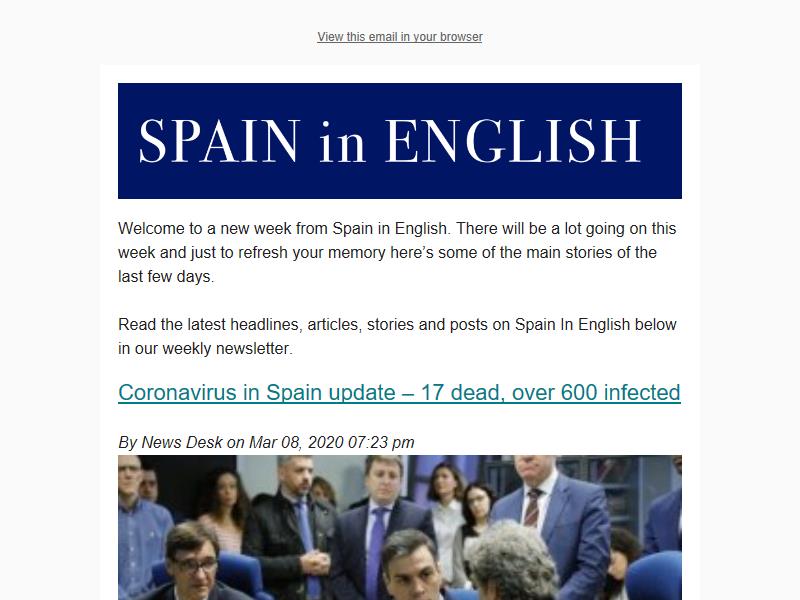 View this email in your browser
SPAIN in ENGLISH
Welcome to a new week from Spain in English. There will be a lot going on this
week and just to refresh your memory here’s some of the main stories of the
last few days.
Read the latest headlines, articles, stories and posts on Spain In English below
in our weekly newsletter.
Coronavirus in Spain update – 17 dead, over 600 infected
By News Desk on Mar 08, 2020 07:23 pm